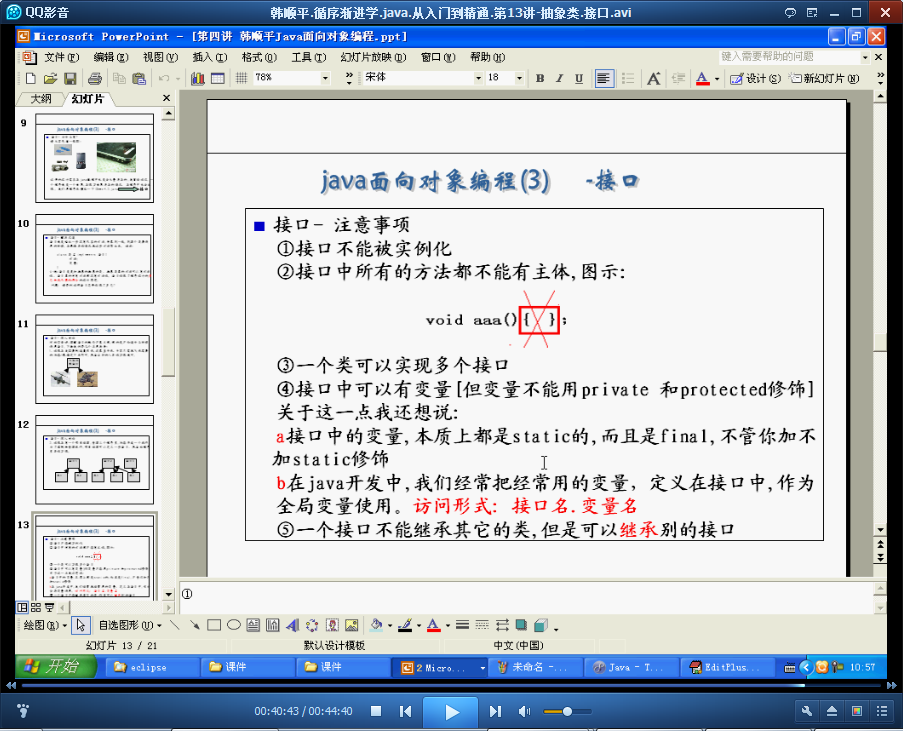 QQ影音
韩顺平.循序渐进学.java.从入门到精通.第13讲-抽象类.接口.avi
Microsoft PowerPoint - [第四讲 韩顺平Java面向对象编程.ppt]
文件(F) 编辑(E) 视图(V) 插入(I) 格式(O) 工具(T) 幻灯片放映(D) 窗口(W) 帮助(H) 键入需要帮助的问题
78% 宋体 18 B I U A A 设计(S) 新幻灯片(N)
大纲 幻灯片
9
10
11
12
13
java面向对象编程(3) -接口
接口- 注意事项
①接口不能被实例化
②接口中所有的方法都不能有主体,图示:
void aaa(){ . };
③一个类可以实现多个接口
④接口中可以有变量[但变量不能用private 和protected修饰]
关于这一点我还想说:
a接口中的变量,本质上都是static的,而且是final,不管你加不
加static修饰
b在java开发中,我们经常把经常用的变量, 定义在接口中,作为
全局变量使用。访问形式: 接口名.变量名
⑤一个接口不能继承其它的类,但是可以继承别的接口
①
绘图(R) 自选图形(U)
幻灯片 13 / 21 默认设计模板 中文(中国)
开始 eclipse 课件 课件 2 Micro... 未命名 -... Java - T... EditPlus... 10:57
00:40:43 / 00:44:40